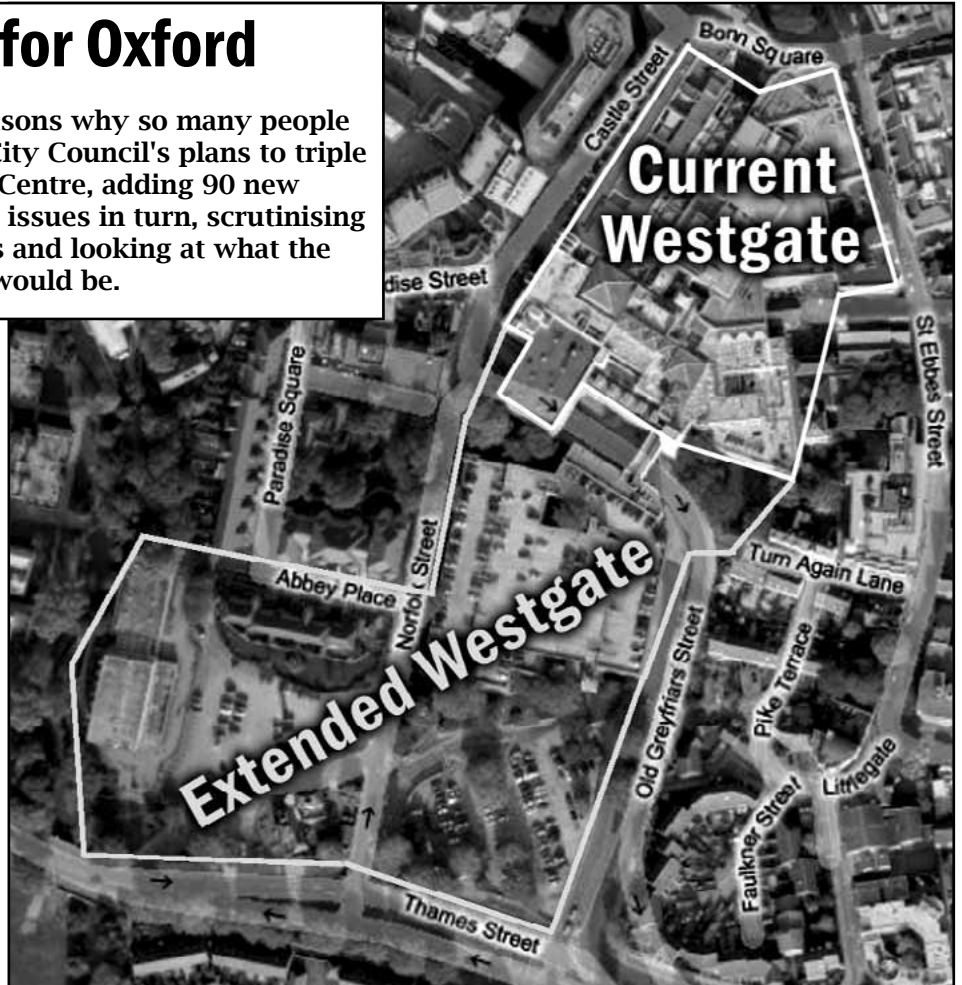 for Oxford
sons why so many people
City Council's plans to triple
Centre, adding 90 new
issues in turn, scrutinising
s and looking at what the
would be.
Bonn Square
Castle Street
Current
Westgate
dise Street
St Ebbes Street
Paradise Square
Norfolk Street
Abbey Place
Turn Again Lane
Extended Westgate
Old Greyfriars Street
Pike Terrace
Littlegate
Faulkner Street
Thames Street